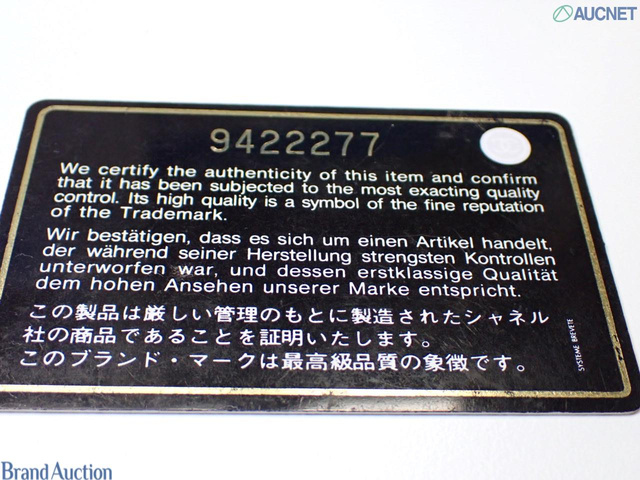 AUCNET
9422277
We certify the authenticity of this item and confirm
that it has been subjected to the most exacting quality
control. Its high quality is a symbol of the fine reputation
of the Trademark.
Wir bestätigen, dass es sich um einen Artikel handelt,
der während seiner Herstellung strengsten Kontrollen
unterworfen war, und dessen erstklassige Qualität
dem hohen Ansehen unserer Marke entspricht.
この製品は厳しい管理のもとに製造されたシャネル
社の商品であることを証明いたします。
このブランド・マークは最高級品質の象徴です。
SYSTEME BREVETE
Brand Auction